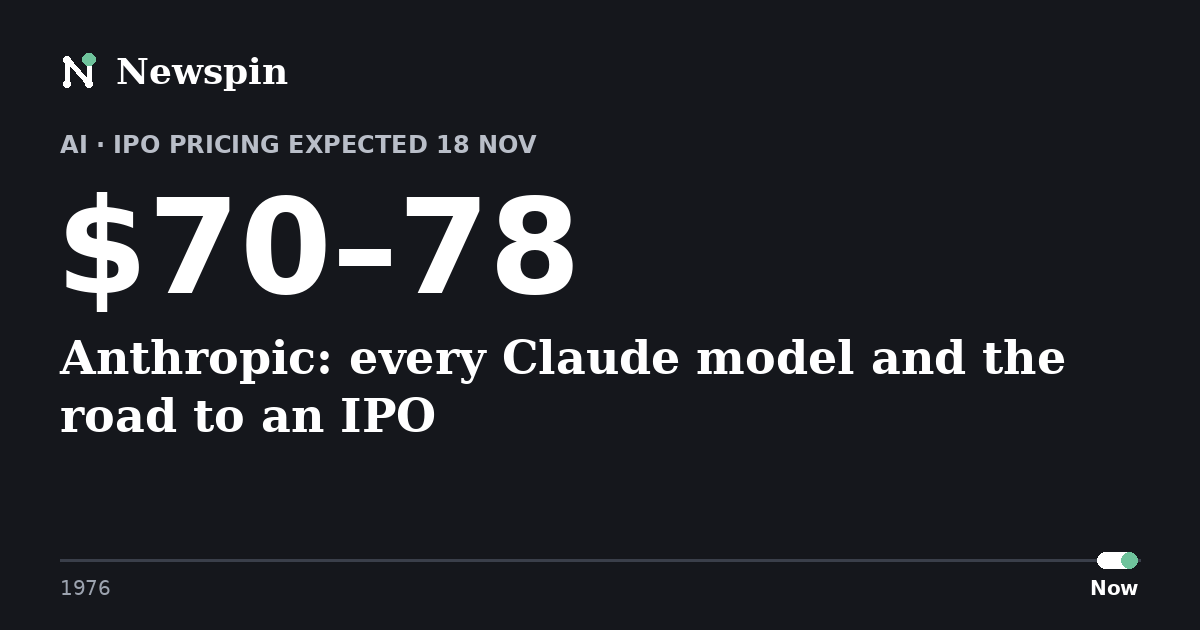 Newspin
AI · IPO PRICING EXPECTED 18 NOV
$70–78
Anthropic: every Claude model and the
road to an IPO
1976
Now